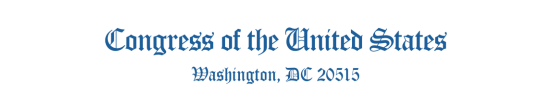 Congress of the United States
Washington, DC 20515